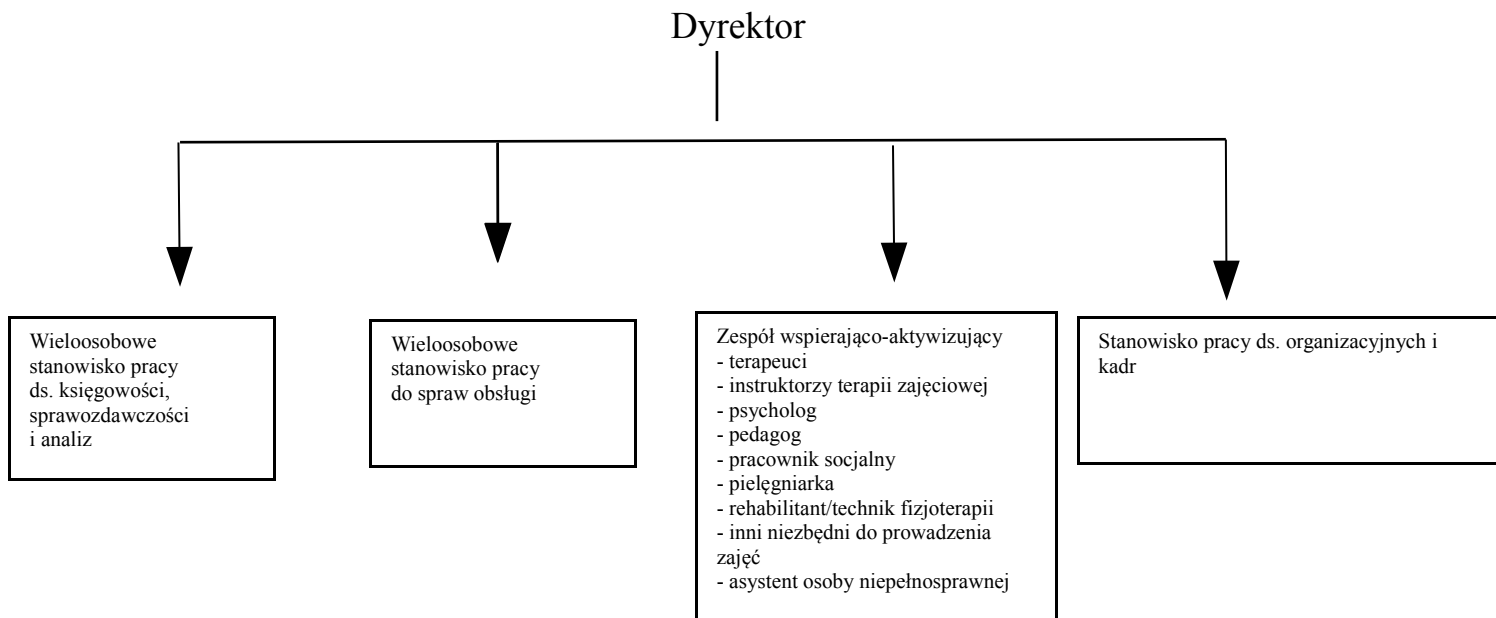 Dyrektor
Wieloosobowe
stanowisko pracy
ds. księgowości,
sprawozdawczości
i analiz
Wieloosobowe
stanowisko pracy
do spraw obsługi
Zespół wspierająco-aktywizujący
- terapeuci
- instruktorzy terapii zajęciowej
- psycholog
- pedagog
- pracownik socjalny
- pielęgniarka
- rehabilitant/technik fizjoterapii
- inni niezbędni do prowadzenia
zajęć
- asystent osoby niepełnosprawnej
Stanowisko pracy ds. organizacyjnych i
kadr